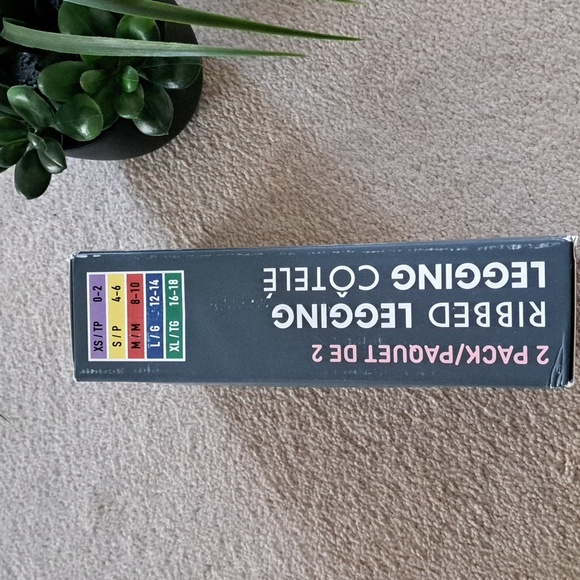 2 PACK/PAQUET DE 2
RIBBED LEGGING
LEGGING CÔTELÉ
XS / TP 0-2
S / P 4-6
M / M 8-10
L / G 12-14
XL / TG 16-18